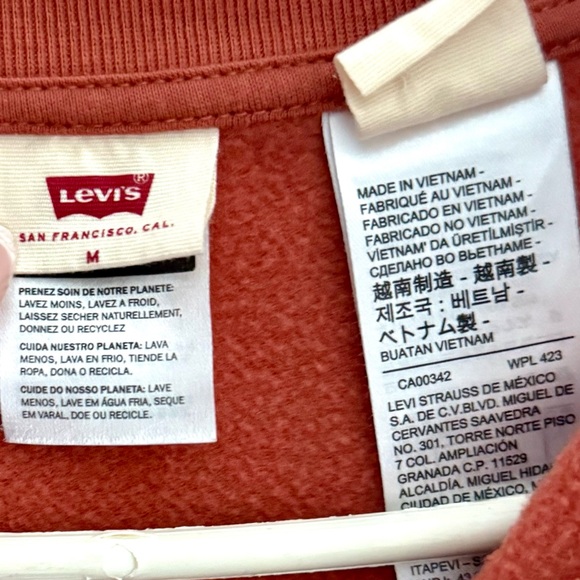 LEVI'S®
SAN FRANCISCO, CAL.
M
PRENEZ SOIN DE NOTRE PLANETE:
LAVEZ MOINS, LAVEZ A FROID,
LAISSEZ SECHER NATURELLEMENT,
DONNEZ OU RECYCLEZ
CUIDA NUESTRO PLANETA: LAVA
MENOS, LAVA EN FRIO, TIENDE LA
ROPA, DONA O RECICLA.
CUIDE DO NOSSO PLANETA: LAVE
MENOS, LAVE EM ÁGUA FRIA, SEQUE
EM VARAL, DOE OU RECICLE.
MADE IN VIETNAM -
FABRIQUÉ AU VIETNAM -
FABRICADO EN VIETNAM -
FABRICADO NO VIETNAM -
VIETNAM' DA ÜRETİLMİŞTİR -
СДЕЛАНО ВО ВЬЕТНАМЕ -
越南制造 - 越南製 -
제조국 : 베트남 -
ベトナム製 -
BUATAN VIETNAM
CA00342 WPL 423
LEVI STRAUSS DE MÉXICO
S.A. DE C.V.BLVD. MIGUEL DE
CERVANTES SAAVEDRA
NO. 301, TORRE NORTE PISO
7 COL. AMPLIACIÓN
GRANADA C.P. 11529
ALCALDÍA. MIGUEL
CIUDAD DE MÉXICO,
ITAPEVI -